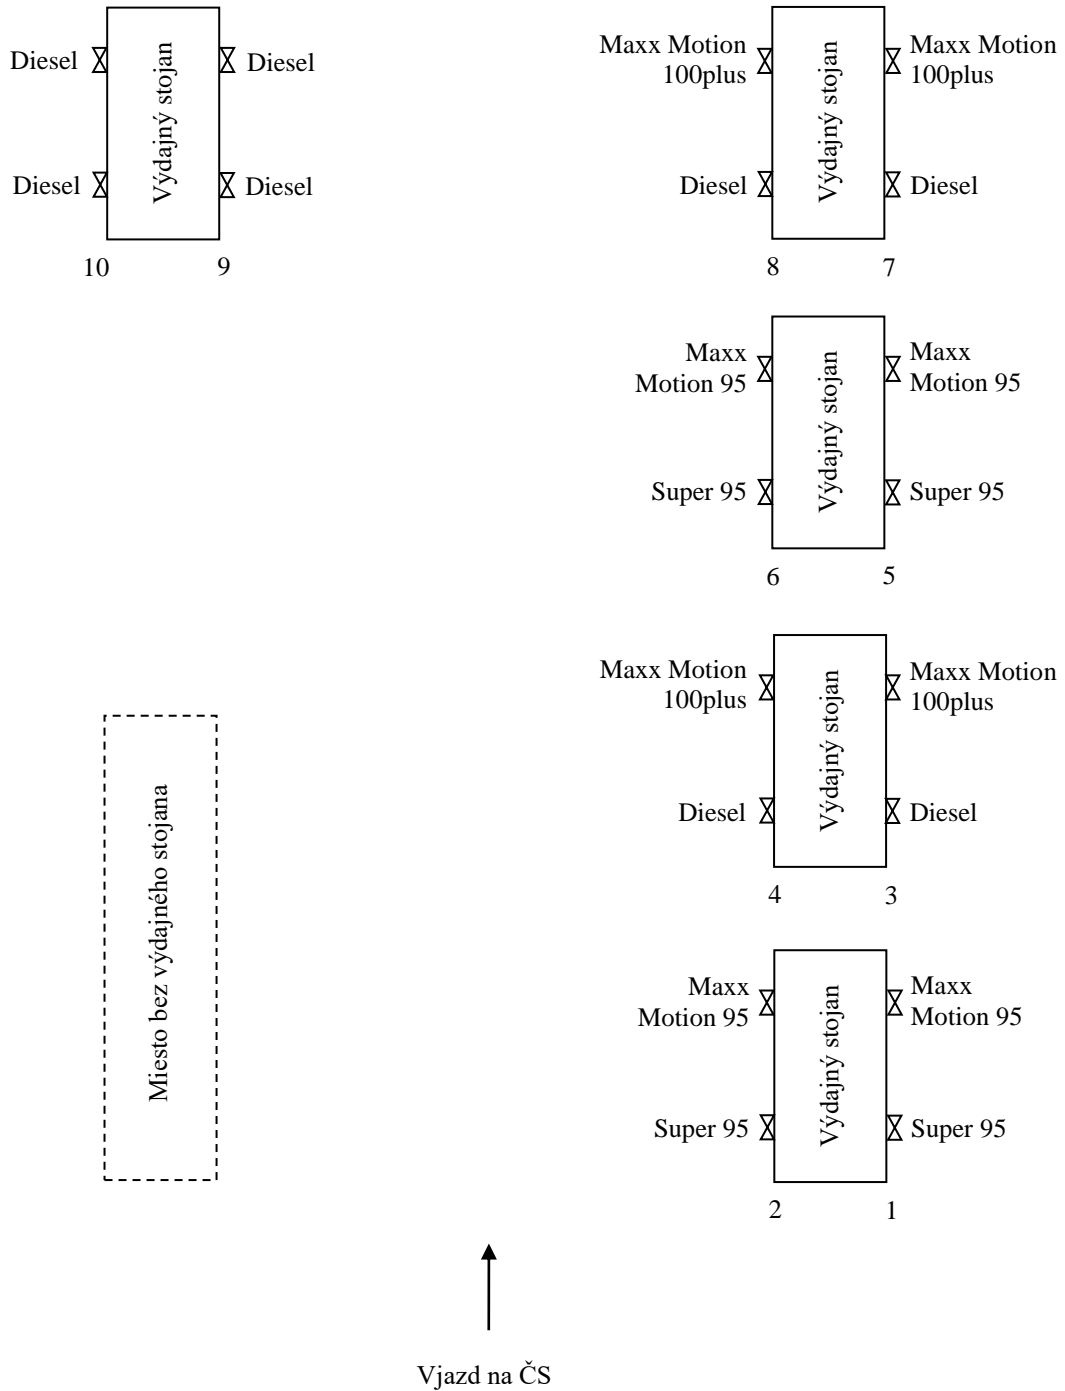 Diesel
Diesel
Výdajný stojan
Diesel
Diesel
10
9
Maxx Motion
100plus
Maxx Motion
100plus
Výdajný stojan
Diesel
Diesel
8
7
Maxx
Motion 95
Maxx
Motion 95
Výdajný stojan
Super 95
Super 95
6
5
Maxx Motion
100plus
Maxx Motion
100plus
Výdajný stojan
Diesel
Diesel
4
3
Miesto bez výdajného stojana
Maxx
Motion 95
Maxx
Motion 95
Výdajný stojan
Super 95
Super 95
2
1
Vjazd na ČS